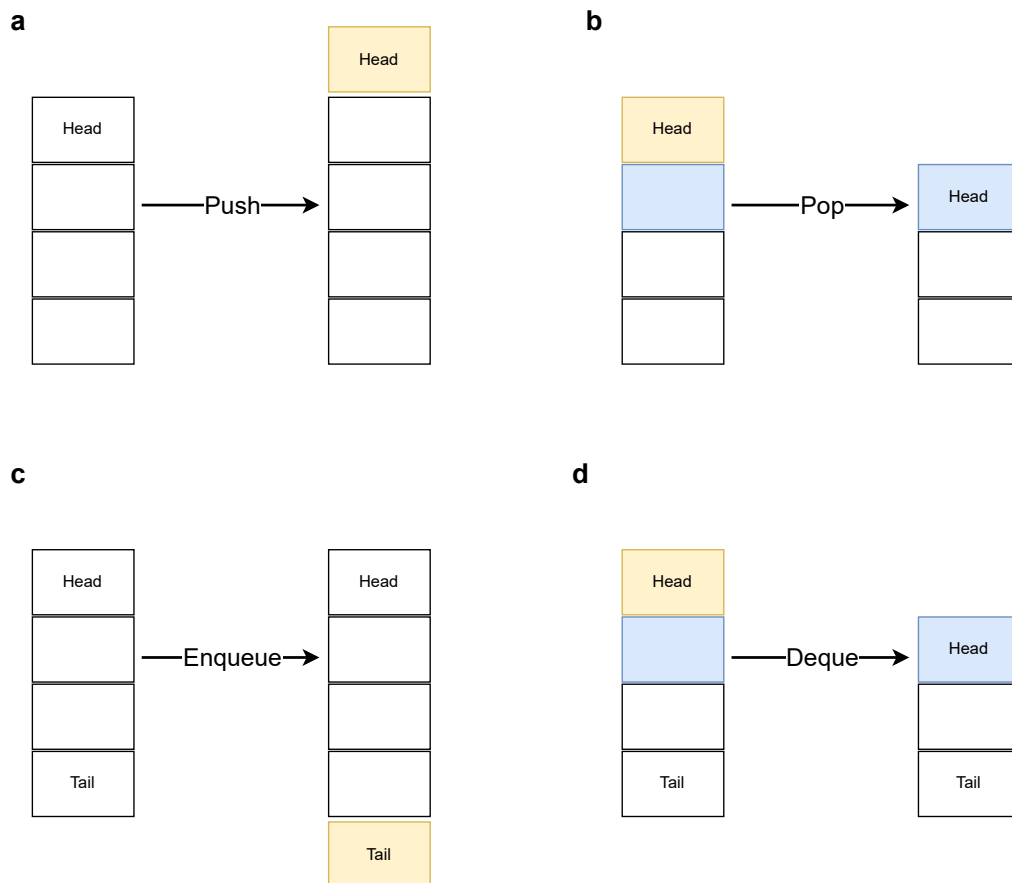 a
b
Head
Head
Head
Push
Pop
Head
c
d
Head
Head
Head
Enqueue
Deque
Head
Tail
Tail
Tail
Tail